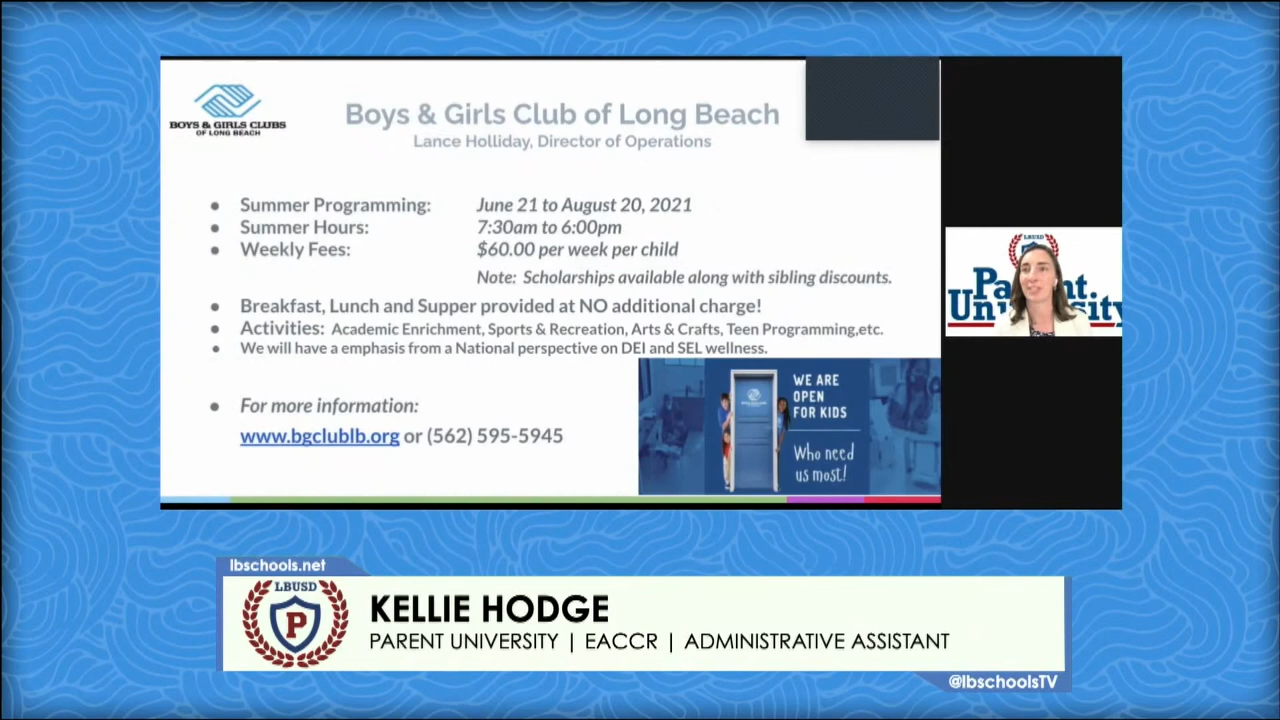 BOYS & GIRLS CLUBS
OF LONG BEACH
Boys & Girls Club of Long Beach
Lance Holliday, Director of Operations
● Summer Programming: June 21 to August 20, 2021
● Summer Hours: 7:30am to 6:00pm
● Weekly Fees: $60.00 per week per child
Note: Scholarships available along with sibling discounts.
● Breakfast, Lunch and Supper provided at NO additional charge!
● Activities: Academic Enrichment, Sports & Recreation, Arts & Crafts, Teen Programming,etc.
● We will have a emphasis from a National perspective on DEI and SEL wellness.
● For more information:
www.bgclublb.org or (562) 595-5945
WE ARE
OPEN
FOR KIDS
Who need
us most!
LBUSD
lbschools.net
LBUSD
P
KELLIE HODGE
PARENT UNIVERSITY | EACCR | ADMINISTRATIVE ASSISTANT
@lbschoolsTV